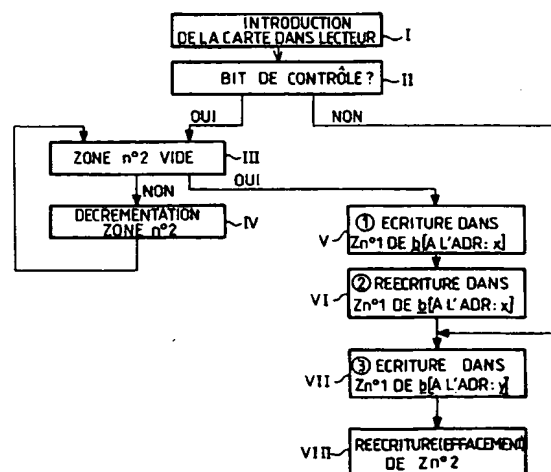 INTRODUCTION
DE LA CARTE DANS LECTEUR
I
BIT DE CONTRÔLE?
II
OUI
NON
ZONE n°2 VIDE
III
NON
OUI
DECREMENTATION
ZONE n°2
IV
① ECRITURE DANS
Zn°1 DE b[A L'ADR: x]
V
② REECRITURE DANS
Zn°1 DE b[A L'ADR: x]
VI
③ ECRITURE DANS
Zn°1 DE b[A L'ADR: y]
VII
REECRITURE(EFFACEMENT)
DE Zn°2
VIII